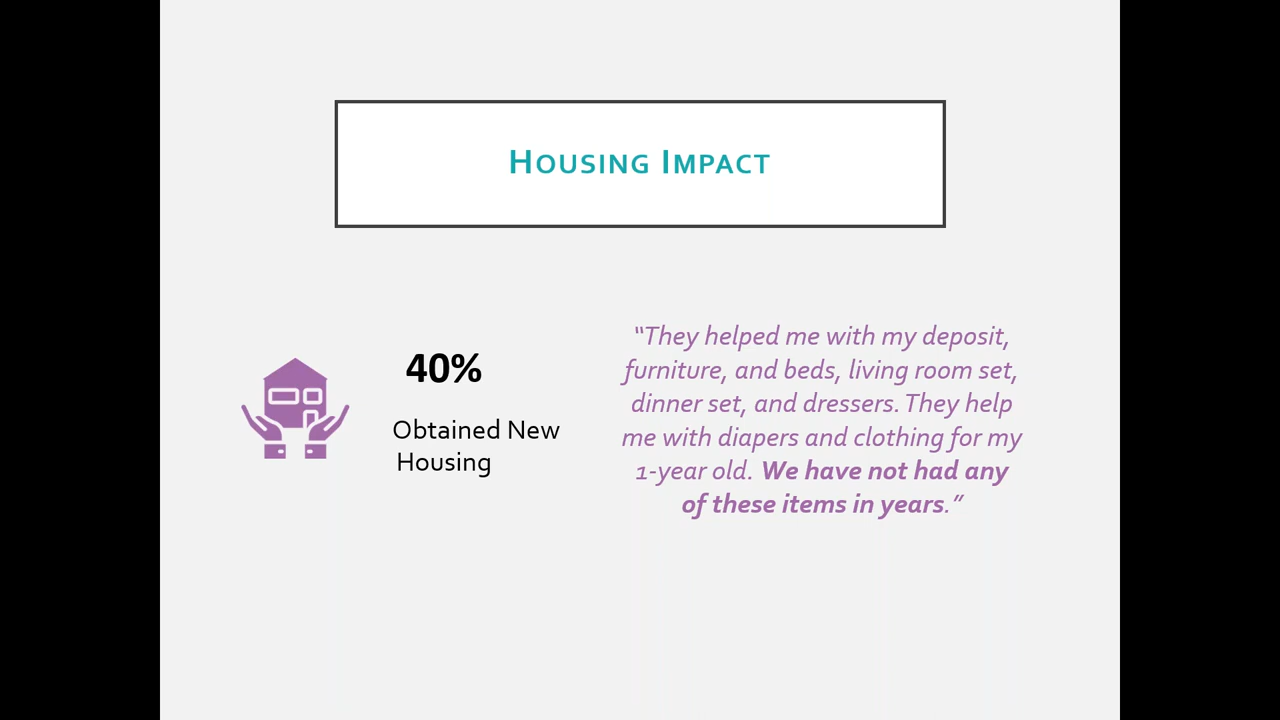 Housing Impact
40%
Obtained New
Housing
“They helped me with my deposit,
furniture, and beds, living room set,
dinner set, and dressers. They help
me with diapers and clothing for my
1-year old. We have not had any
of these items in years.”